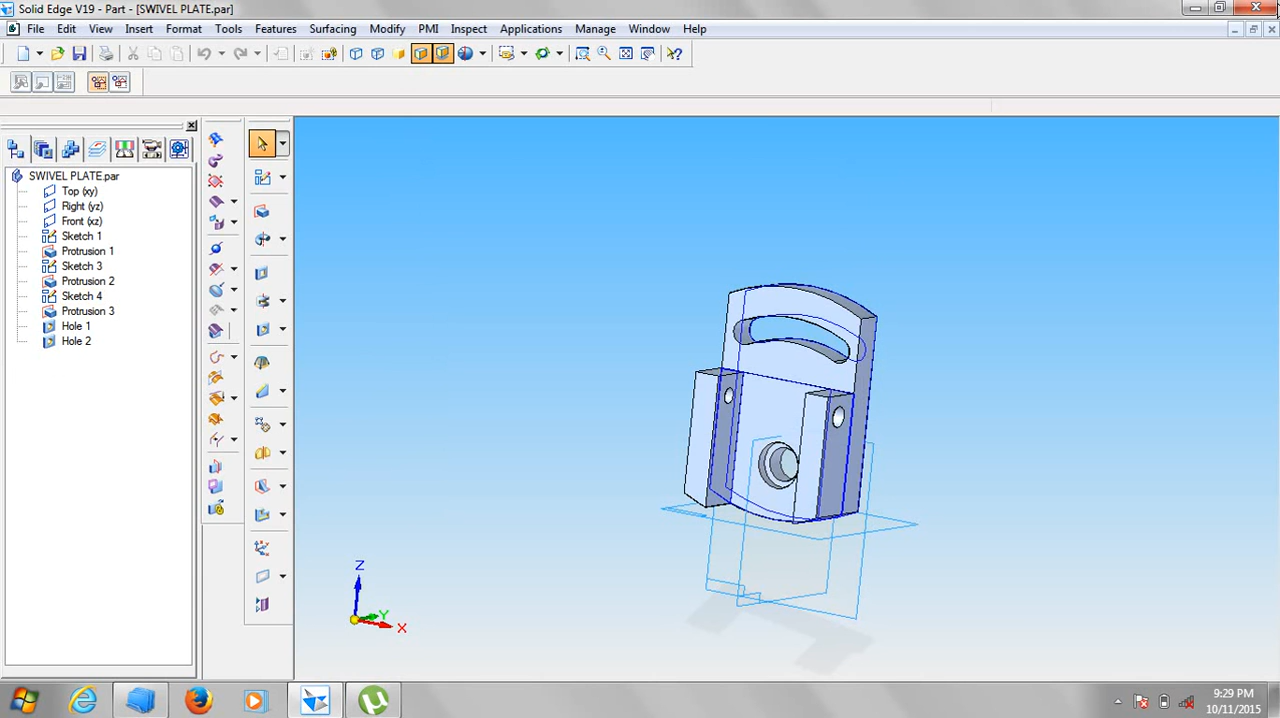 Solid Edge V19 - Part - [SWIVEL PLATE.par]
File Edit View Insert Format Tools Features Surfacing Modify PMI Inspect Applications Manage Window Help
SWIVEL PLATE.par
Top (xy)
Right (yz)
Front (xz)
Sketch 1
Protrusion 1
Sketch 3
Protrusion 2
Sketch 4
Protrusion 3
Hole 1
Hole 2
Z
Y
X
9:29 PM
10/11/2015